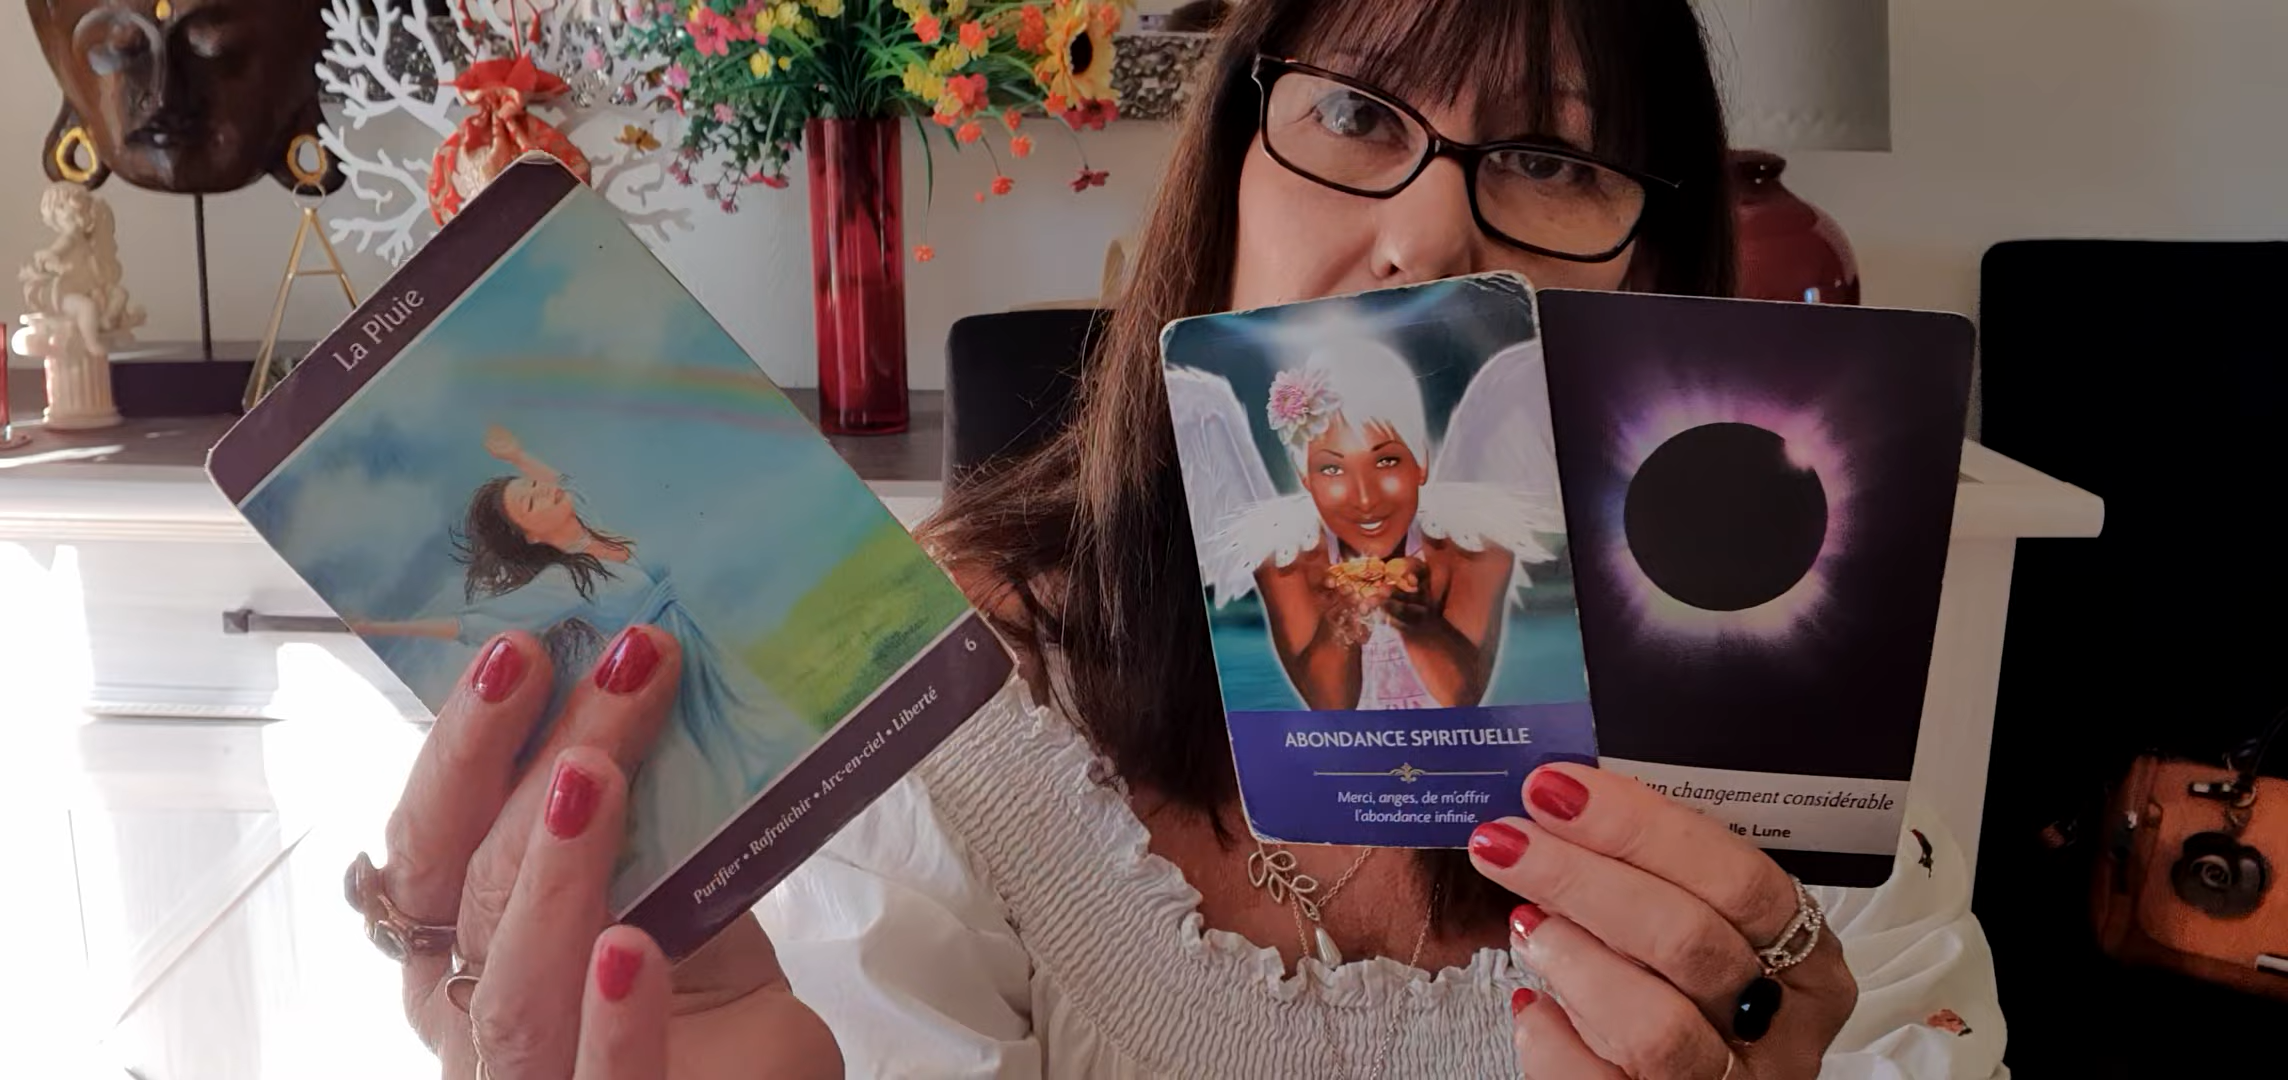 La Pluie
6
Purifier • Rafraîchir • Arc-en-ciel • Liberté
ABONDANCE SPIRITUELLE
Merci, anges, de m'offrir
l'abondance infinie.
un changement considérable
Lune